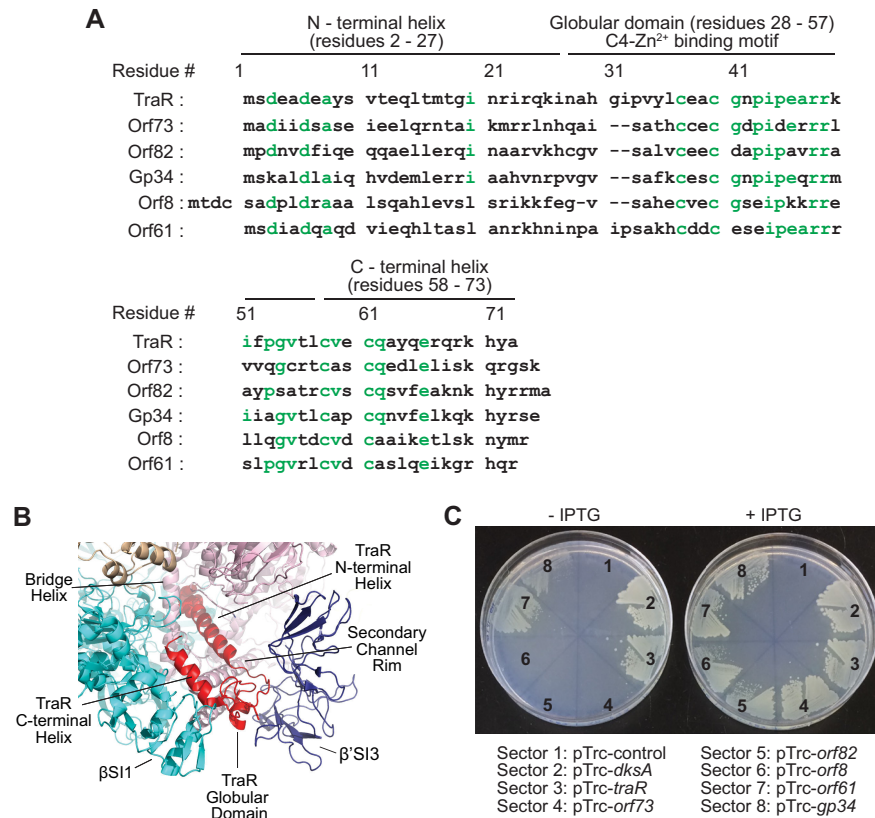 A
N - terminal helix
(residues 2 - 27)
Globular domain (residues 28 - 57)
C4-Zn²⁺ binding motif
Residue # 1 11 21 31 41
TraR : msdeadeays vteqltmtgi nrirqkinah gipvylceac gnpipearrk
Orf73 : madiidsase ieelqrntai kmrrlnhqai --sathcceac gdpiderrrl
Orf82 : mpdnvdfiqe qqaellerqi naarvkhcgv --salvceec dapipavrra
Gp34 : mskaldlaiq hvdemlerri aahvnrpvgv --safkcesc gnpipeqrrm
Orf8 : mtdc sadpldraaa lsqahlevsl srikkfeg-v --sahecvec gseipkkrre
Orf61 : msdiadqaqd vieqhltasl anrkhninpa ipsakhcddc eseipearrr
C - terminal helix
(residues 58 - 73)
Residue # 51 61 71
TraR : ifpgvtlcve cqayqerqrk hya
Orf73 : vvqgcrtcas cqedlelisk qrgsk
Orf82 : aypsatrcvs cqsvfeaknk hyrrma
Gp34 : iiagvtlcap cqnvfelkqk hyrse
Orf8 : llqgvtdcvd caaiketlsk nymr
Orf61 : slpgvrlcvd caslqeikgr hqr
B
Bridge
Helix
TraR
N-terminal
Helix
Secondary
Channel
Rim
TraR
C-terminal
Helix
βSI1
TraR
Globular
Domain
β'SI3
C
- IPTG
+ IPTG
8 1
7 2
6 3
5 4
8 1
7 2
6 3
5 4
Sector 1: pTrc-control
Sector 2: pTrc-dksA
Sector 3: pTrc-traR
Sector 4: pTrc-orf73
Sector 5: pTrc-orf82
Sector 6: pTrc-orf8
Sector 7: pTrc-orf61
Sector 8: pTrc-gp34